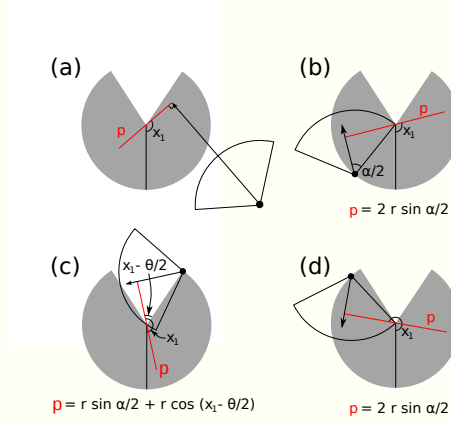 (a)
p
x₁
(b)
p
x₁
α/2
p = 2 r sin α/2
(c)
x₁- θ/2
x₁
p
p = r sin α/2 + r cos (x₁- θ/2)
(d)
p
x₁
p = 2 r sin α/2